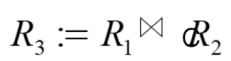 R₃ := R₁ ⋈ ₡R₂